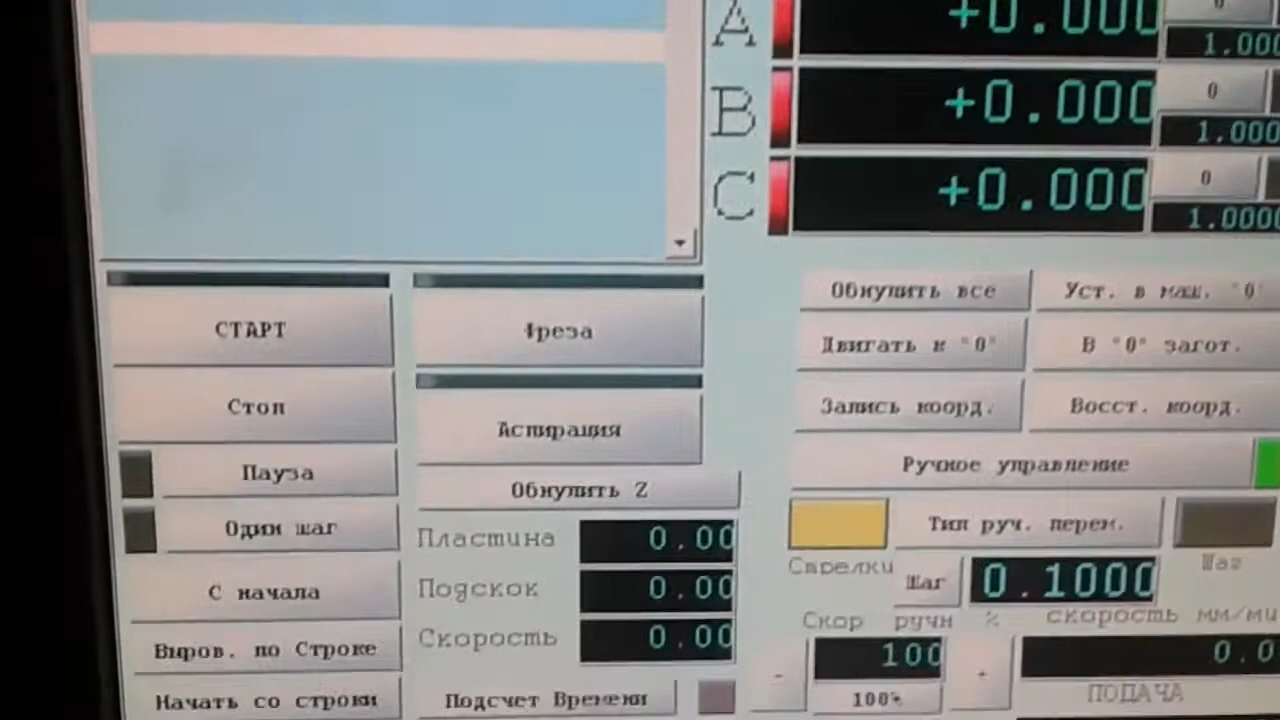 A +0.000 0
1.000
B +0.000 0
1.000
C +0.000 0
1.0000
СТАРТ
Фреза
Обнулить все
Уст. в маш. "0"
Стоп
Аспирация
Двигать к "0"
В "0" загот.
Пауза
Обнулить Z
Запись коорд.
Восст. коорд.
Один шаг
Пластина 0.00
Ручное управление
С начала
Подскок 0.00
Тип руч. перем.
Стрелки
Шаг 0.1000
Шаг
Выров. по Строке
Скорость 0.00
Скор ручн %
скорость мм/ми
- 100 +
0.0
Начать со строки
Подсчет Времени
100%
ПОДАЧА